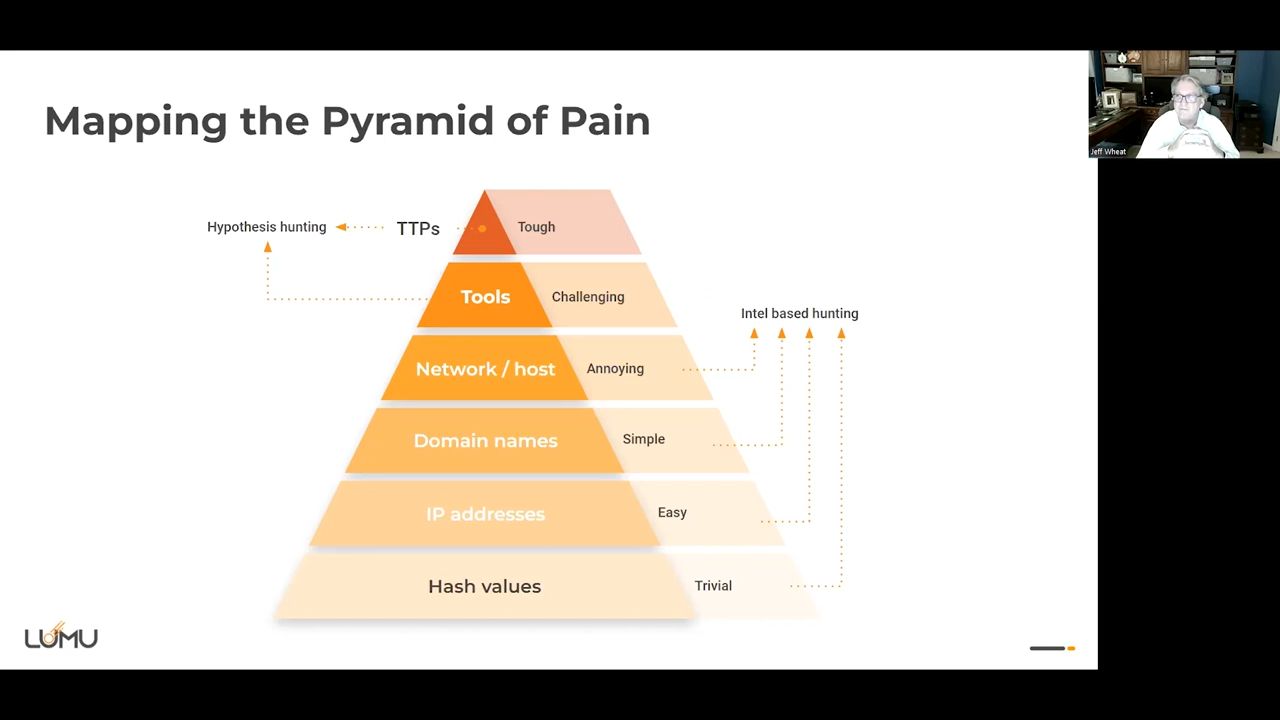 Mapping the Pyramid of Pain
Jeff Wheat
Hypothesis hunting
TTPs
Tough
Tools
Challenging
Intel based hunting
Network / host
Annoying
Domain names
Simple
IP addresses
Easy
Hash values
Trivial
LUMU